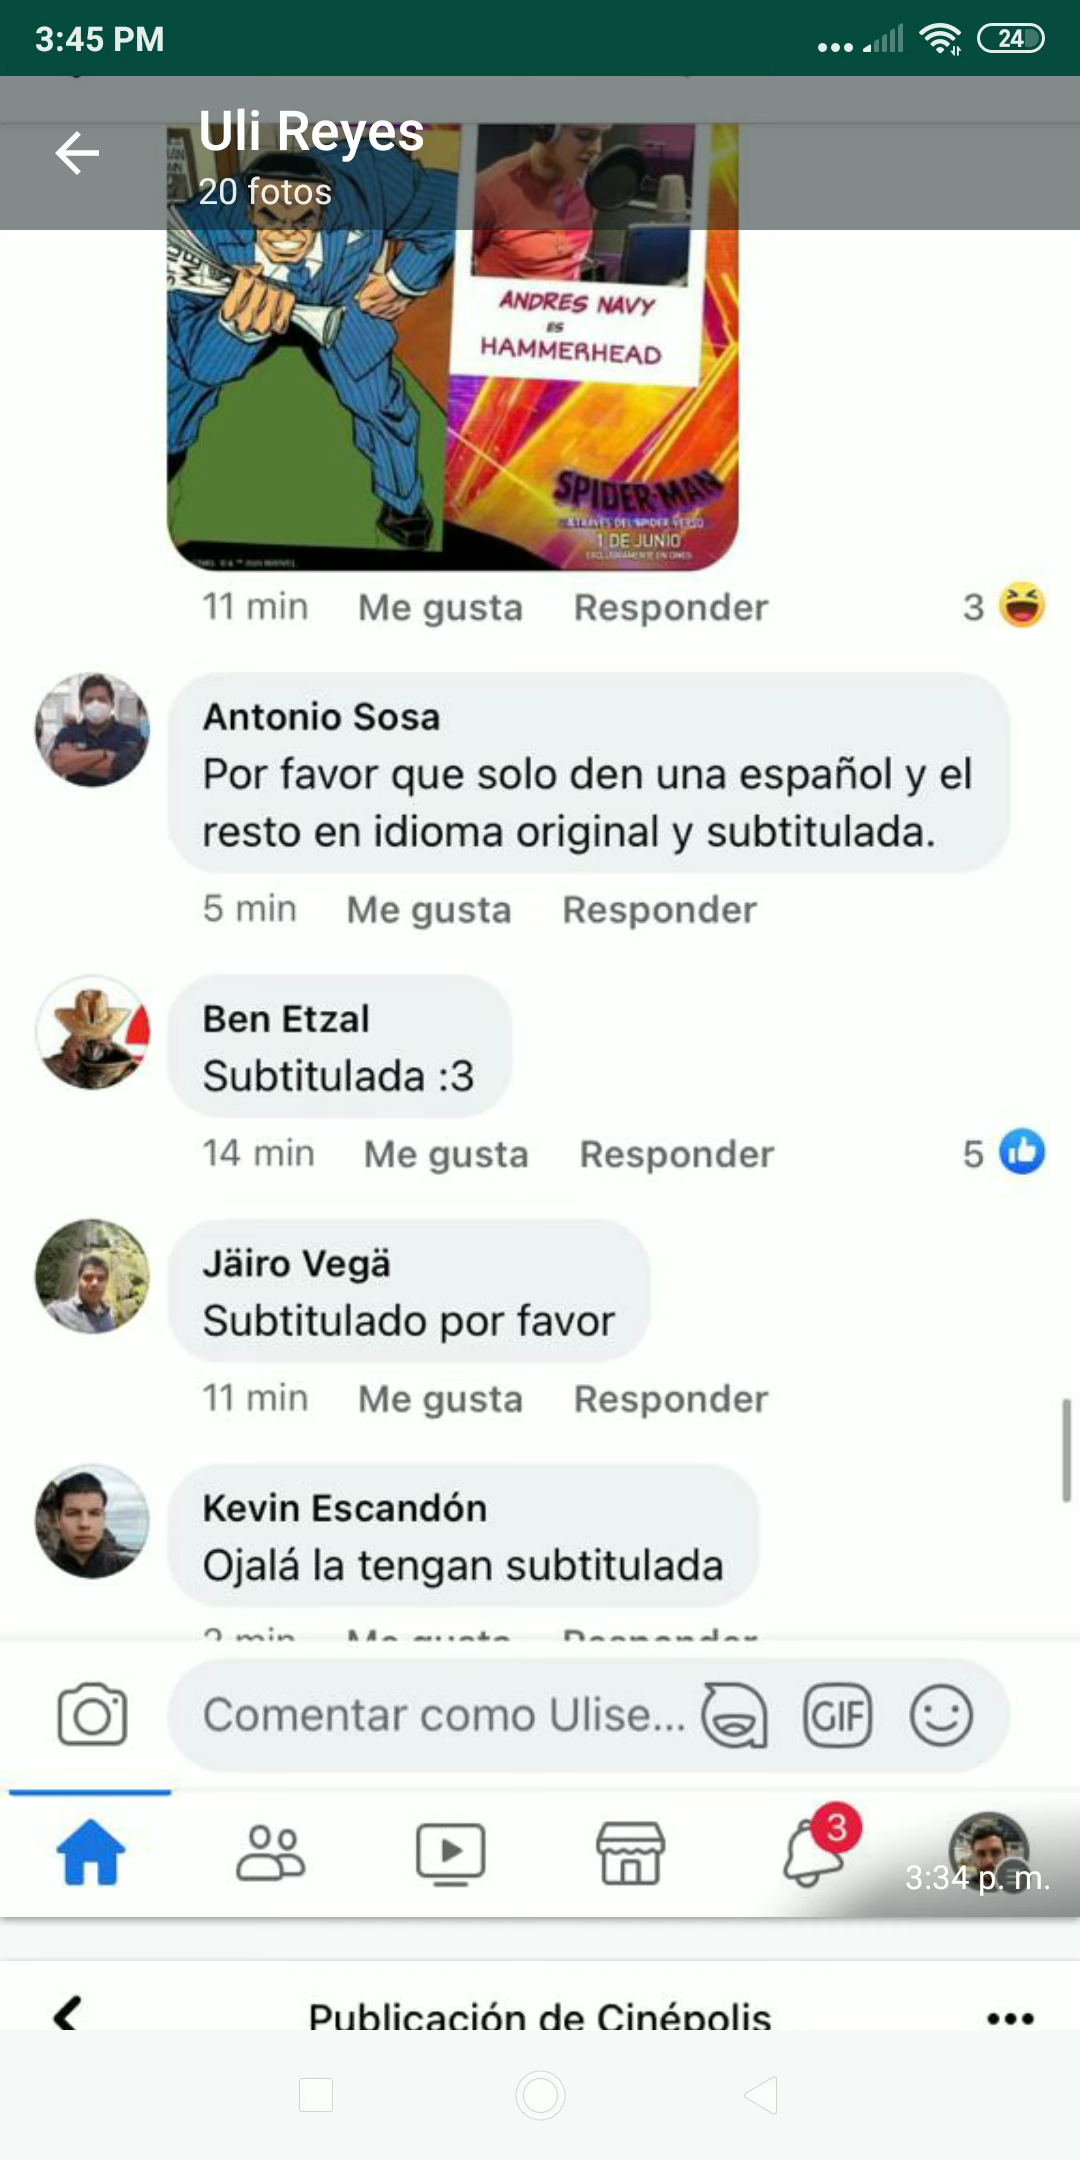 3:45 PM
24
Uli Reyes
20 fotos
ANDRES NAVY
ES
HAMMERHEAD
SPIDER-MAN
A TRAVÉS DEL SPIDER-VERSO
1 DE JUNIO
EXCLUSIVAMENTE EN CINES
11 min Me gusta Responder 3
Antonio Sosa
Por favor que solo den una español y el
resto en idioma original y subtitulada.
5 min Me gusta Responder
Ben Etzal
Subtitulada :3
14 min Me gusta Responder 5
Jäiro Vegä
Subtitulado por favor
11 min Me gusta Responder
Kevin Escandón
Ojalá la tengan subtitulada
2 min Me gusta Responder
Comentar como Ulise...
GIF
3
3:34 p. m.
Publicación de Cinépolis